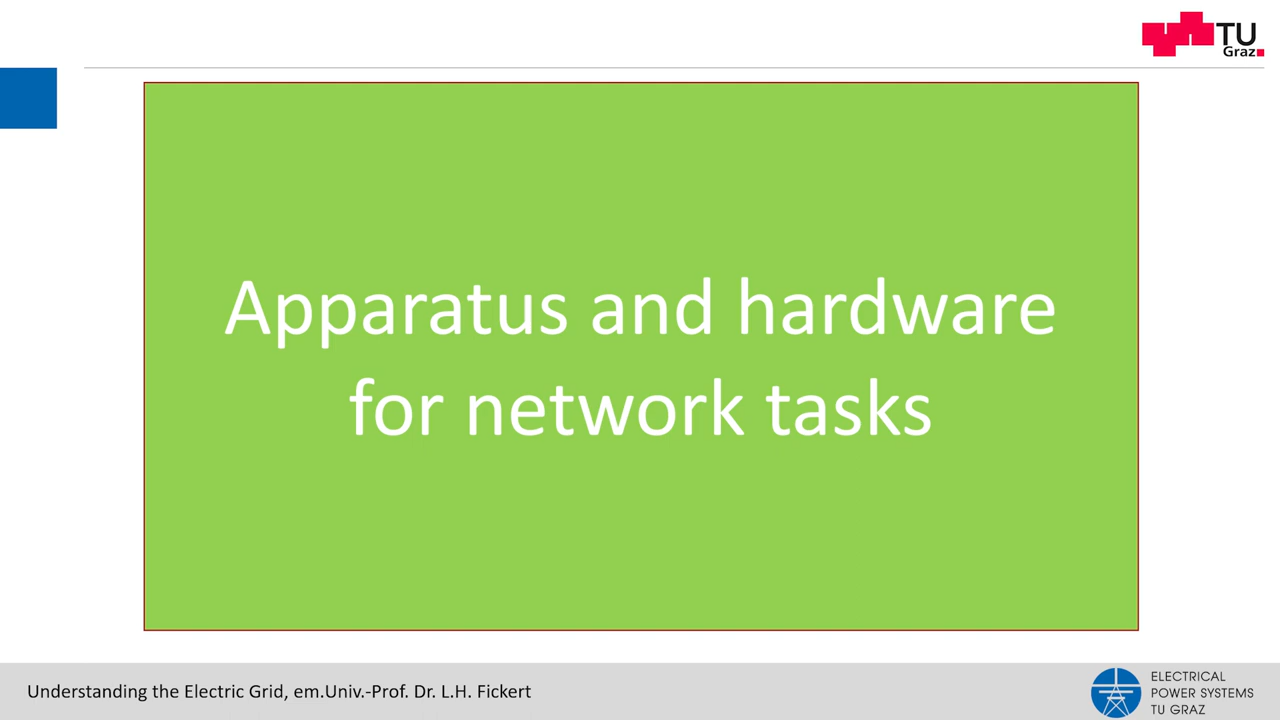 TU
Graz
Apparatus and hardware
for network tasks
Understanding the Electric Grid, em.Univ.-Prof. Dr. L.H. Fickert
ELECTRICAL
POWER SYSTEMS
TU GRAZ